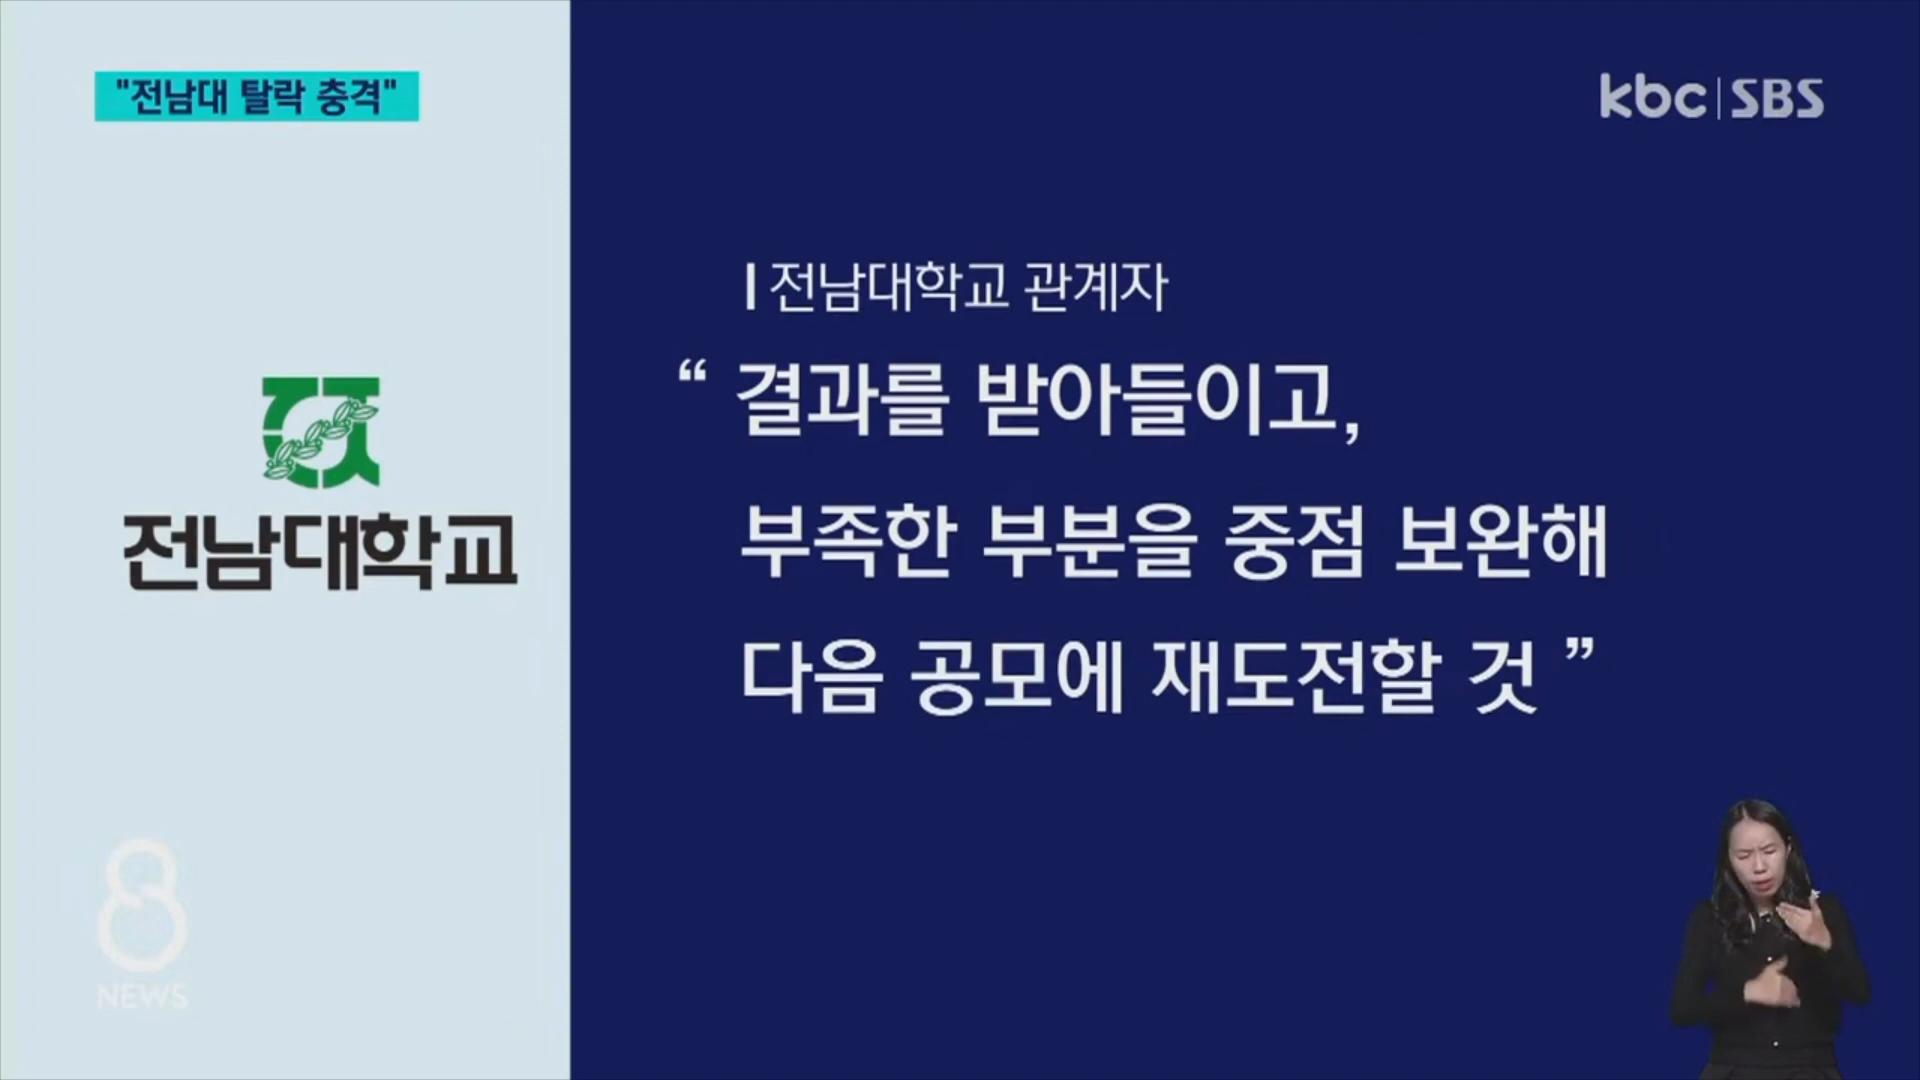 "전남대 탈락 충격"
kbc | SBS
전남대학교 관계자
“ 결과를 받아들이고,
부족한 부분을 중점 보완해
다음 공모에 재도전할 것 ”
전남대학교
8
NEWS